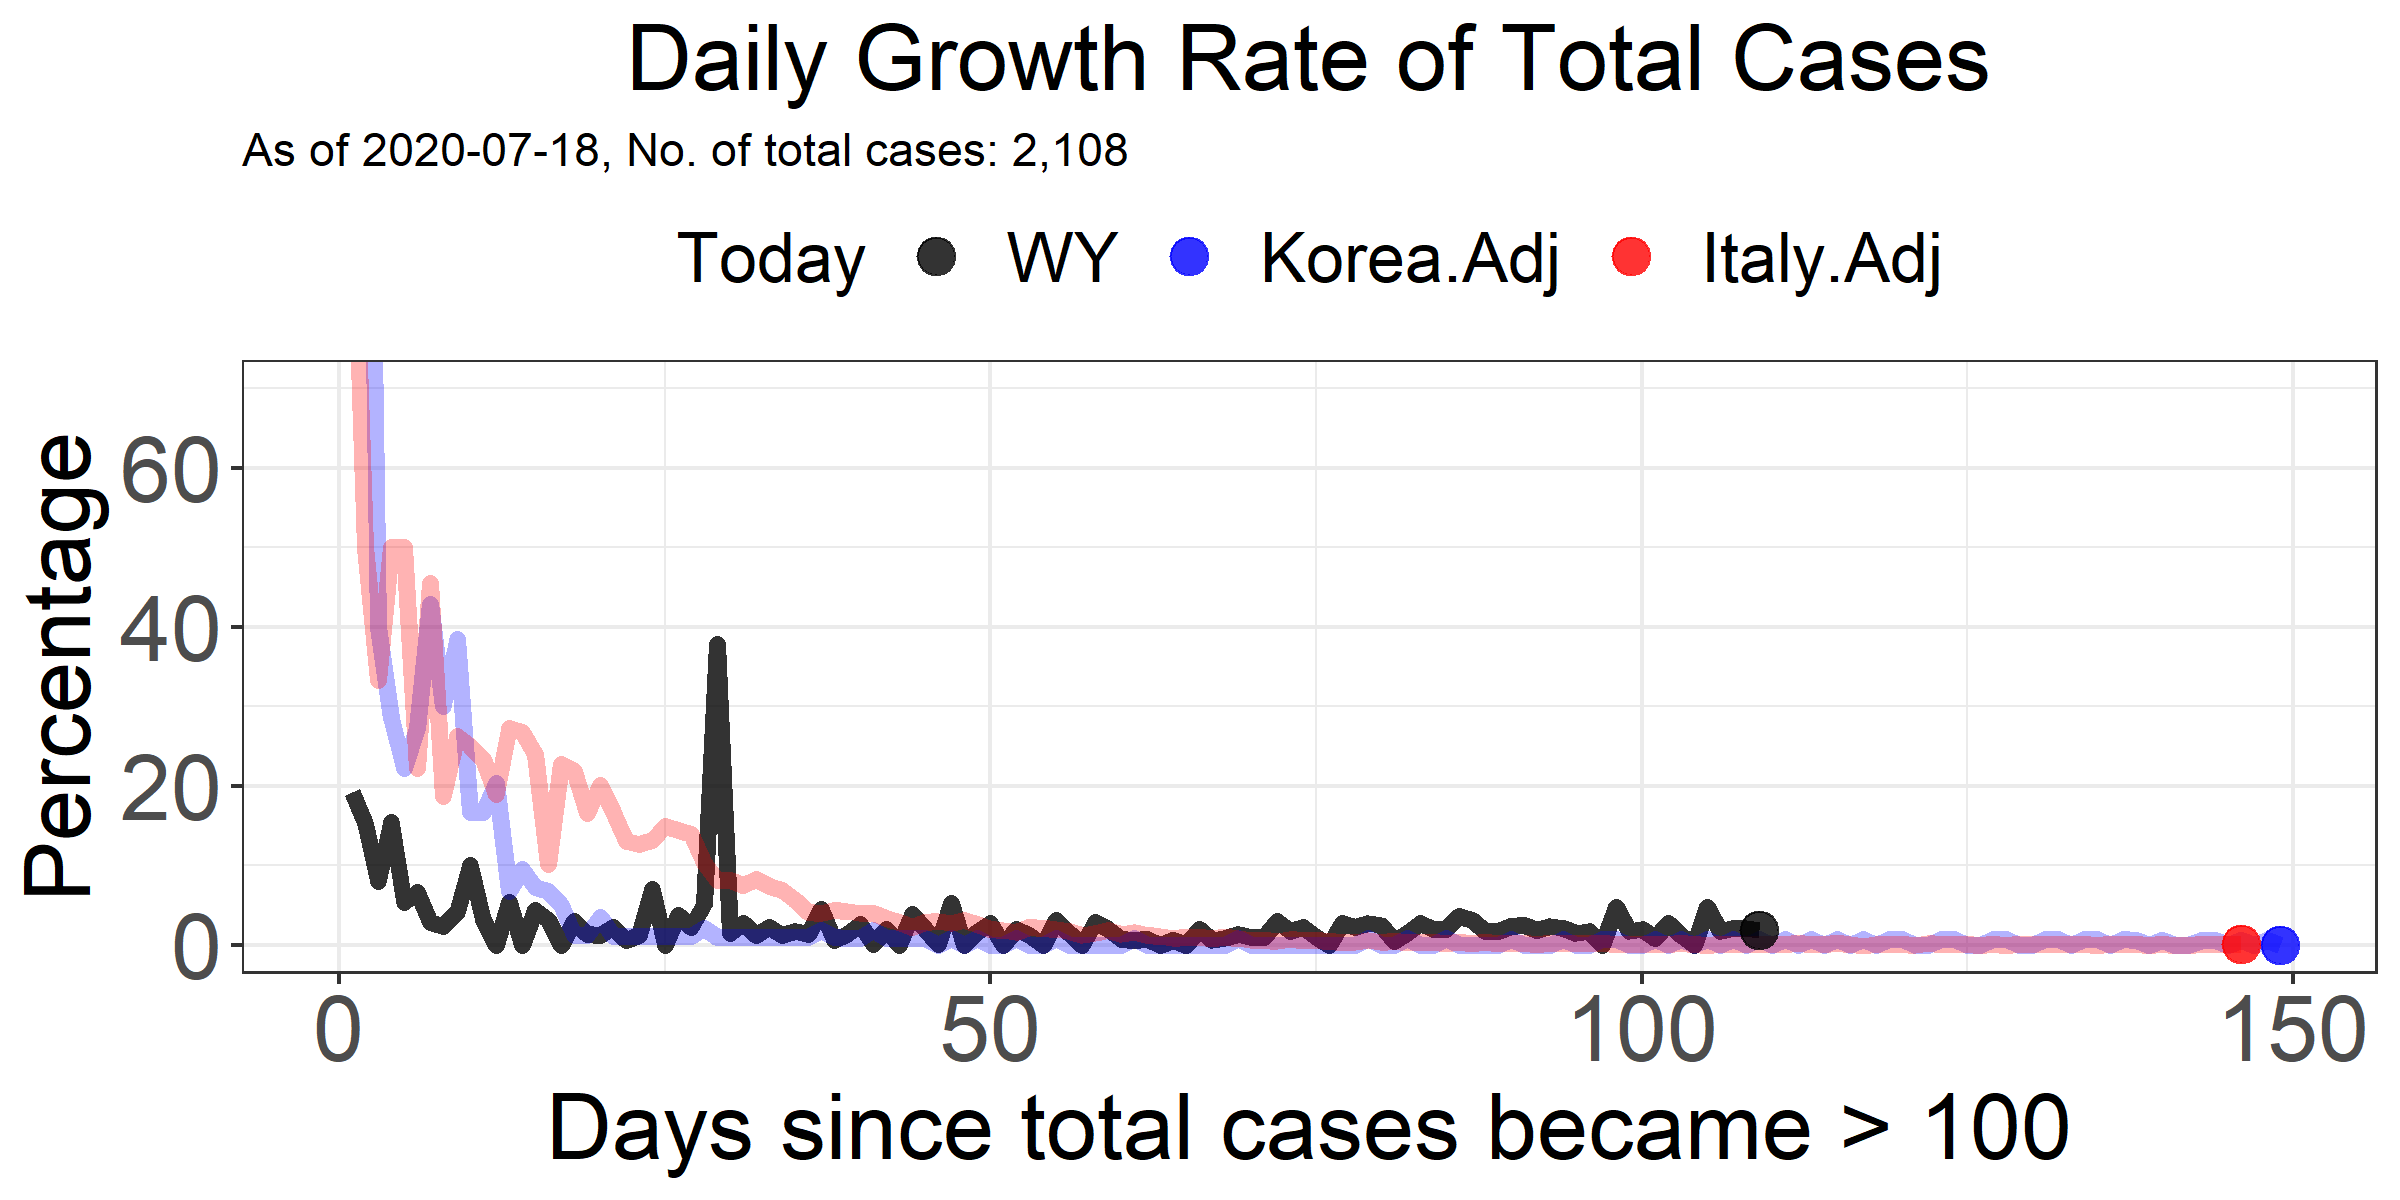 Daily Growth Rate of Total Cases
As of 2020-07-18, No. of total cases: 2,108
Today WY Korea.Adj Italy.Adj
Percentage
60
40
20
0
0 50 100 150
Days since total cases became > 100